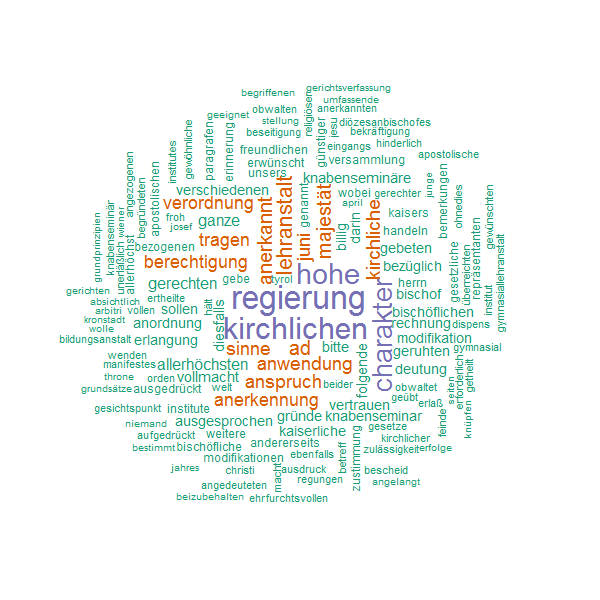 gerichtsverfassung
begriffenen
umfassende
obwalten
religiösen
anerkannten
geeignet
stellung
jesu
diözesanbischofes
beseitigung
bekräftigung
günstiger
gewöhnliche
paragrafen
erinnerung
freundlichen
eingangs
hinderlich
institutes
apostolischen
erwünscht
versammlung
apostolische
unsers
knabenseminäre
angezogenen
begründeten
verschiedenen
genannt
wobei
gerechter
junge
bemerkungen
ohnedies
gewünschten
verordnung
anerkannt
lehranstalt
majestät
april
kaisers
knabenseminär
wiener
froh
ganze
juni
billig
darin
kirchliche
handeln
repräsentanten
grundprinzipien
josef
tragen
gebeten
gesetzliche
überreichten
unerläßlich
allerhöchst
bezogenen
berechtigung
bezüglich
institut
gymnasiallehranstalt
gerichten
gerechten
gebe
tyrol
hohe
herrn
bischof
absichtlich
ertheilte
regierung
charakter
arbitri
vollen
sollen
hält
bischöflichen
kronstadt
anordnung
diesfalls
kirchlichen
rechnung
dispens
wolle
bildungsanstalt
erlangung
modifikation
wenden
sinne
ad
bitte
geruhten
gymnasial
manifestes
allerhöchsten
anwendung
folgende
deutung
erforderlich
getheilt
throne
orden
vollmacht
anspruch
beider
obwaltet
seiten
grundsätze
ausgedrückt
welt
anerkennung
geübt
erlaß
knüpfen
gesichtspunkt
institute
vertrauen
feinde
niemand
ausgesprochen
gründe
knabenseminar
gesetze
aufgedrückt
weitere
kaiserliche
kirchlicher
bestimmt
bischöfliche
andererseits
betreff
zustimmung
zulässigkeit
erfolge
modifikationen
ebenfalls
jahres
christi
macht
ausdruck
bescheid
regungen
angelangt
angedeuteten
beizubehalten
ehrfurchtsvollen